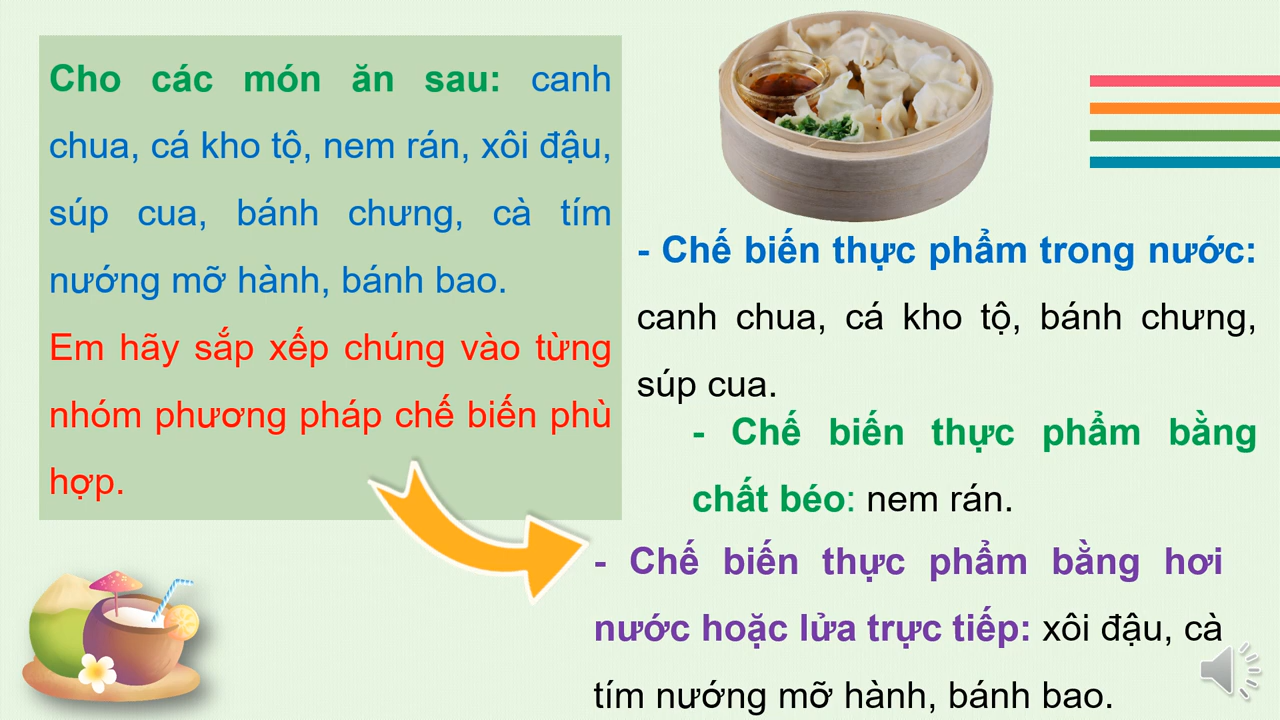 Cho các món ăn sau: canh
chua, cá kho tộ, nem rán, xôi đậu,
súp cua, bánh chưng, cà tím
nướng mỡ hành, bánh bao.
Em hãy sắp xếp chúng vào từng
nhóm phương pháp chế biến phù
hợp.
- Chế biến thực phẩm trong nước:
canh chua, cá kho tộ, bánh chưng,
súp cua.
- Chế biến thực phẩm bằng
chất béo: nem rán.
- Chế biến thực phẩm bằng hơi
nước hoặc lửa trực tiếp: xôi đậu, cà
tím nướng mỡ hành, bánh bao.